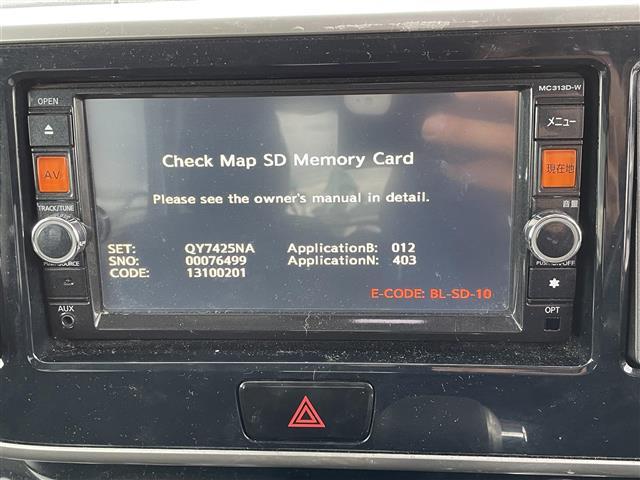 MC313D-W
OPEN
メニュー
AV
現在地
Check Map SD Memory Card
Please see the owner's manual in detail.
TRACK/TUNE
音量
SET: QY7425NA ApplicationB: 012
SNO: 00076499 ApplicationN: 403
CODE: 13100201
E-CODE: BL-SD-10
AUX
OPT